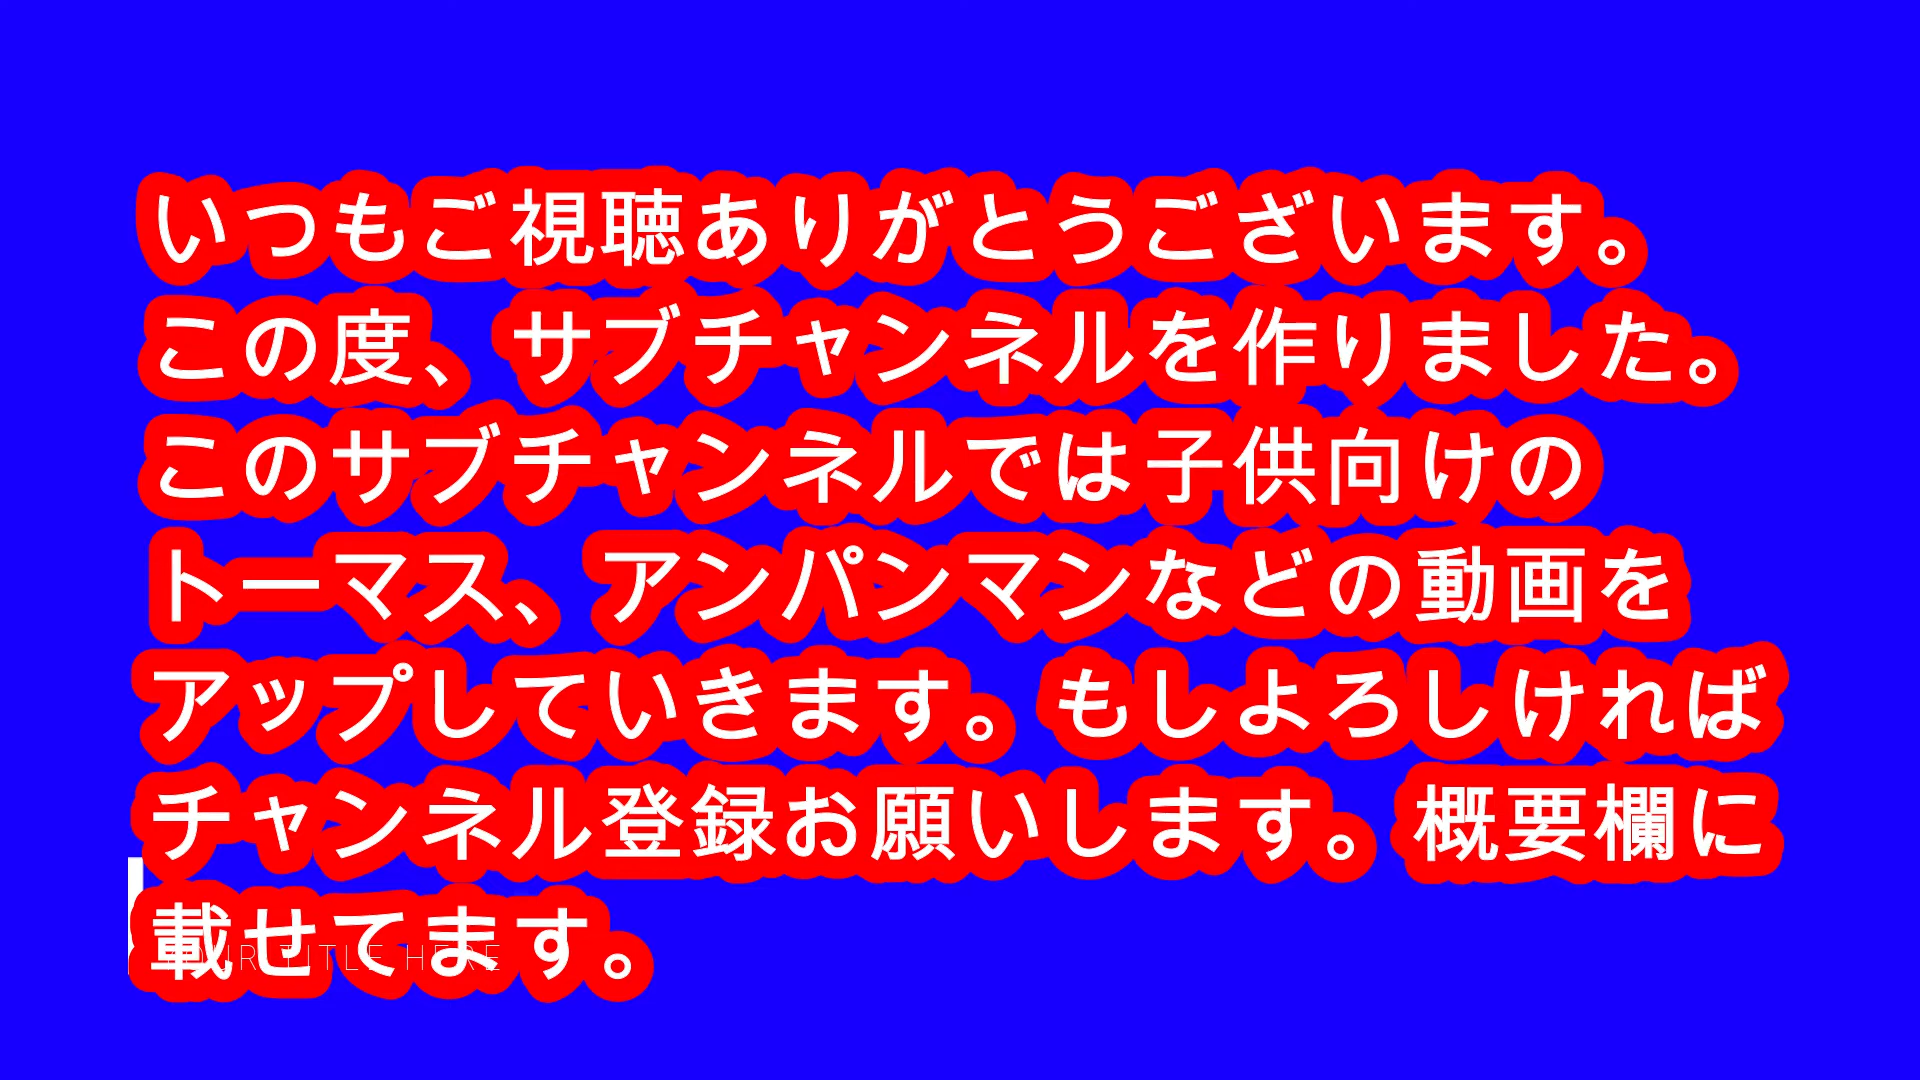 いつもご視聴ありがとうございます。
この度、サブチャンネルを作りました。
このサブチャンネルでは子供向けの
トーマス、アンパンマンなどの動画を
アップしていきます。もしよろしければ
チャンネル登録お願いします。概要欄に
載せてます。
TITLE HERE